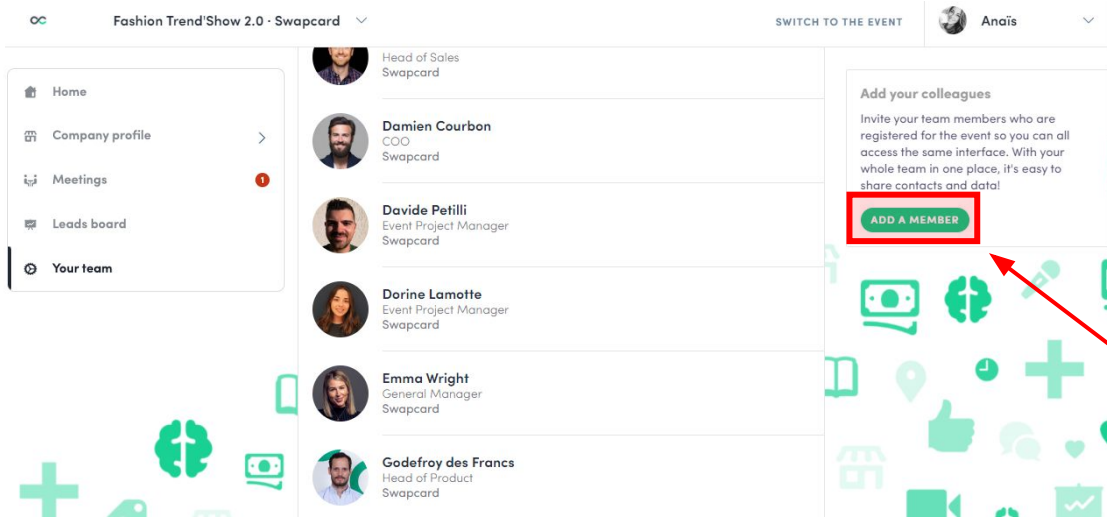 Fashion Trend'Show 2.0 · Swapcard
SWITCH TO THE EVENT
Anaïs
Home
Company profile
Meetings
1
Leads board
Your team
Head of Sales
Swapcard
Damien Courbon
COO
Swapcard
Davide Petilli
Event Project Manager
Swapcard
Dorine Lamotte
Event Project Manager
Swapcard
Emma Wright
General Manager
Swapcard
Godefroy des Francs
Head of Product
Swapcard
Add your colleagues
Invite your team members who are
registered for the event so you can all
access the same interface. With your
whole team in one place, it's easy to
share contacts and data!
ADD A MEMBER